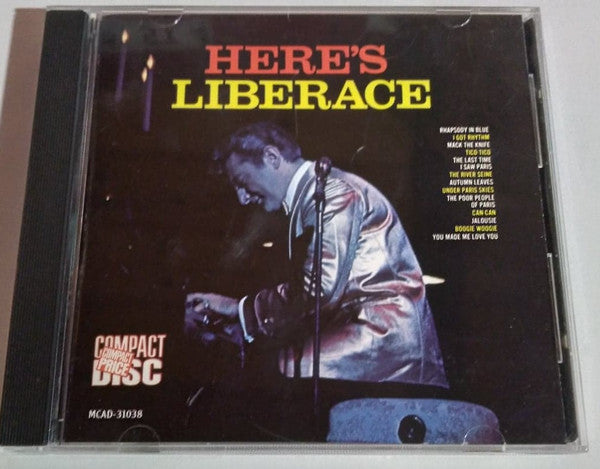 HERE'S
LIBERACE
RHAPSODY IN BLUE
I GOT RHYTHM
MACK THE KNIFE
TICO TICO
THE LAST TIME
I SAW PARIS
THE RIVER SEINE
AUTUMN LEAVES
UNDER PARIS SKIES
THE POOR PEOPLE
OF PARIS
CAN CAN
JALOUSIE
BOOGIE WOOGIE
YOU MADE ME LOVE YOU
COMPACT
COMPACT
PRICE
DISC
MCAD-31038